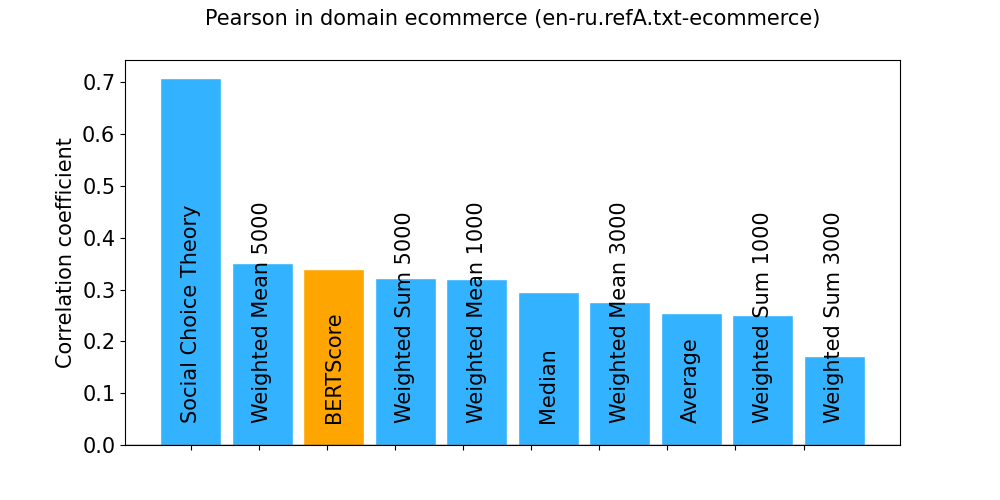 Pearson in domain ecommerce (en-ru.refA.txt-ecommerce)
Correlation coefficient
0.7
0.6
0.5
0.4
0.3
0.2
0.1
0.0
Social Choice Theory
Weighted Mean 5000
BERTScore
Weighted Sum 5000
Weighted Mean 1000
Median
Weighted Mean 3000
Average
Weighted Sum 1000
Weighted Sum 3000